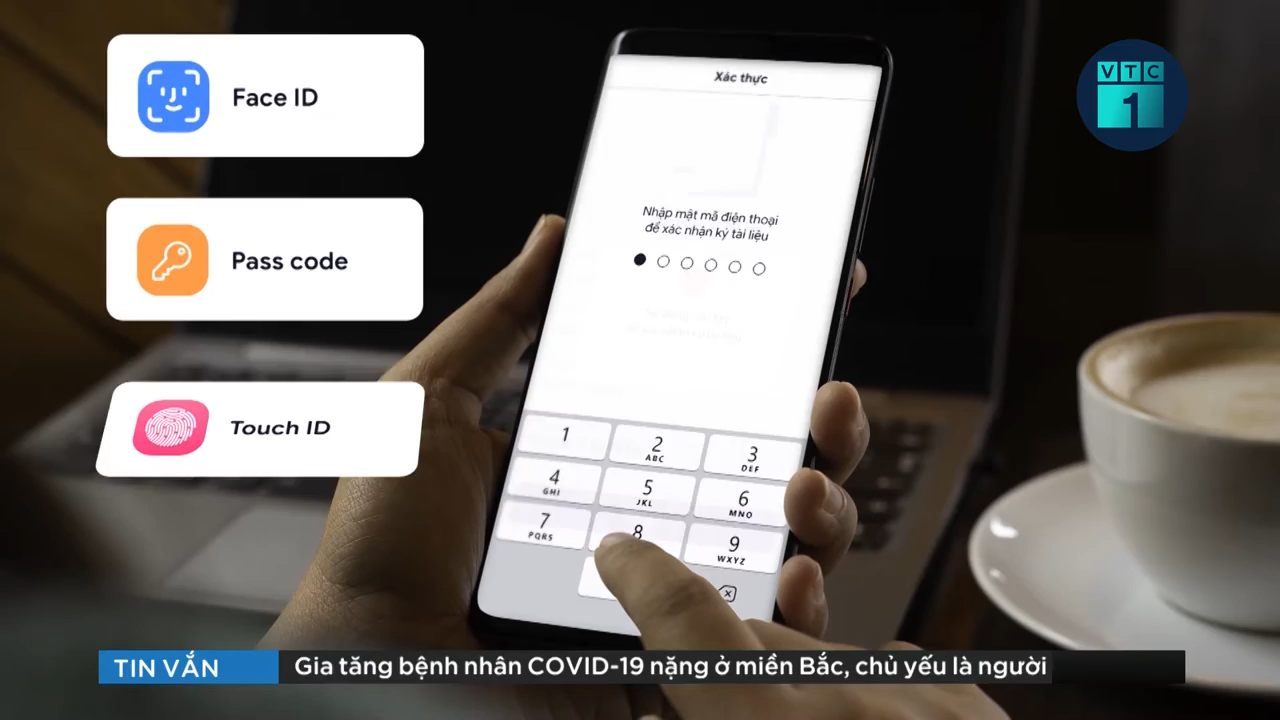 Face ID
Pass code
Touch ID
Xác thực
Nhập mật mã điện thoại
để xác nhận ký tài liệu
1
2
ABC
3
DEF
4
GHI
5
JKL
6
MNO
7
PQRS
8
9
WXYZ
VTC
1
TIN VẮN
Gia tăng bệnh nhân COVID-19 nặng ở miền Bắc, chủ yếu là người